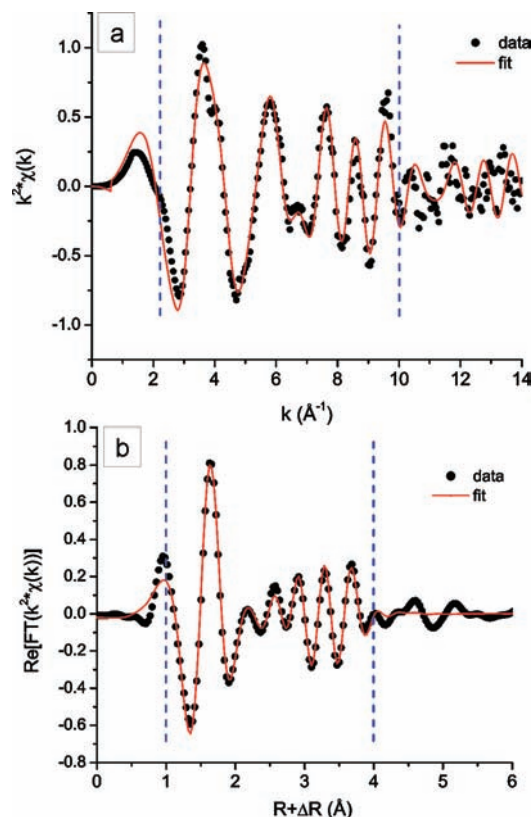 a
data
fit
1.0
0.5
0.0
-0.5
-1.0
k²*χ(k)
0 2 4 6 8 10 12 14
k (Å⁻¹)
b
data
fit
0.8
0.6
0.4
0.2
0.0
-0.2
-0.4
-0.6
-0.8
Re[FT(k²*χ(k))]
0 1 2 3 4 5 6
R+ΔR (Å)